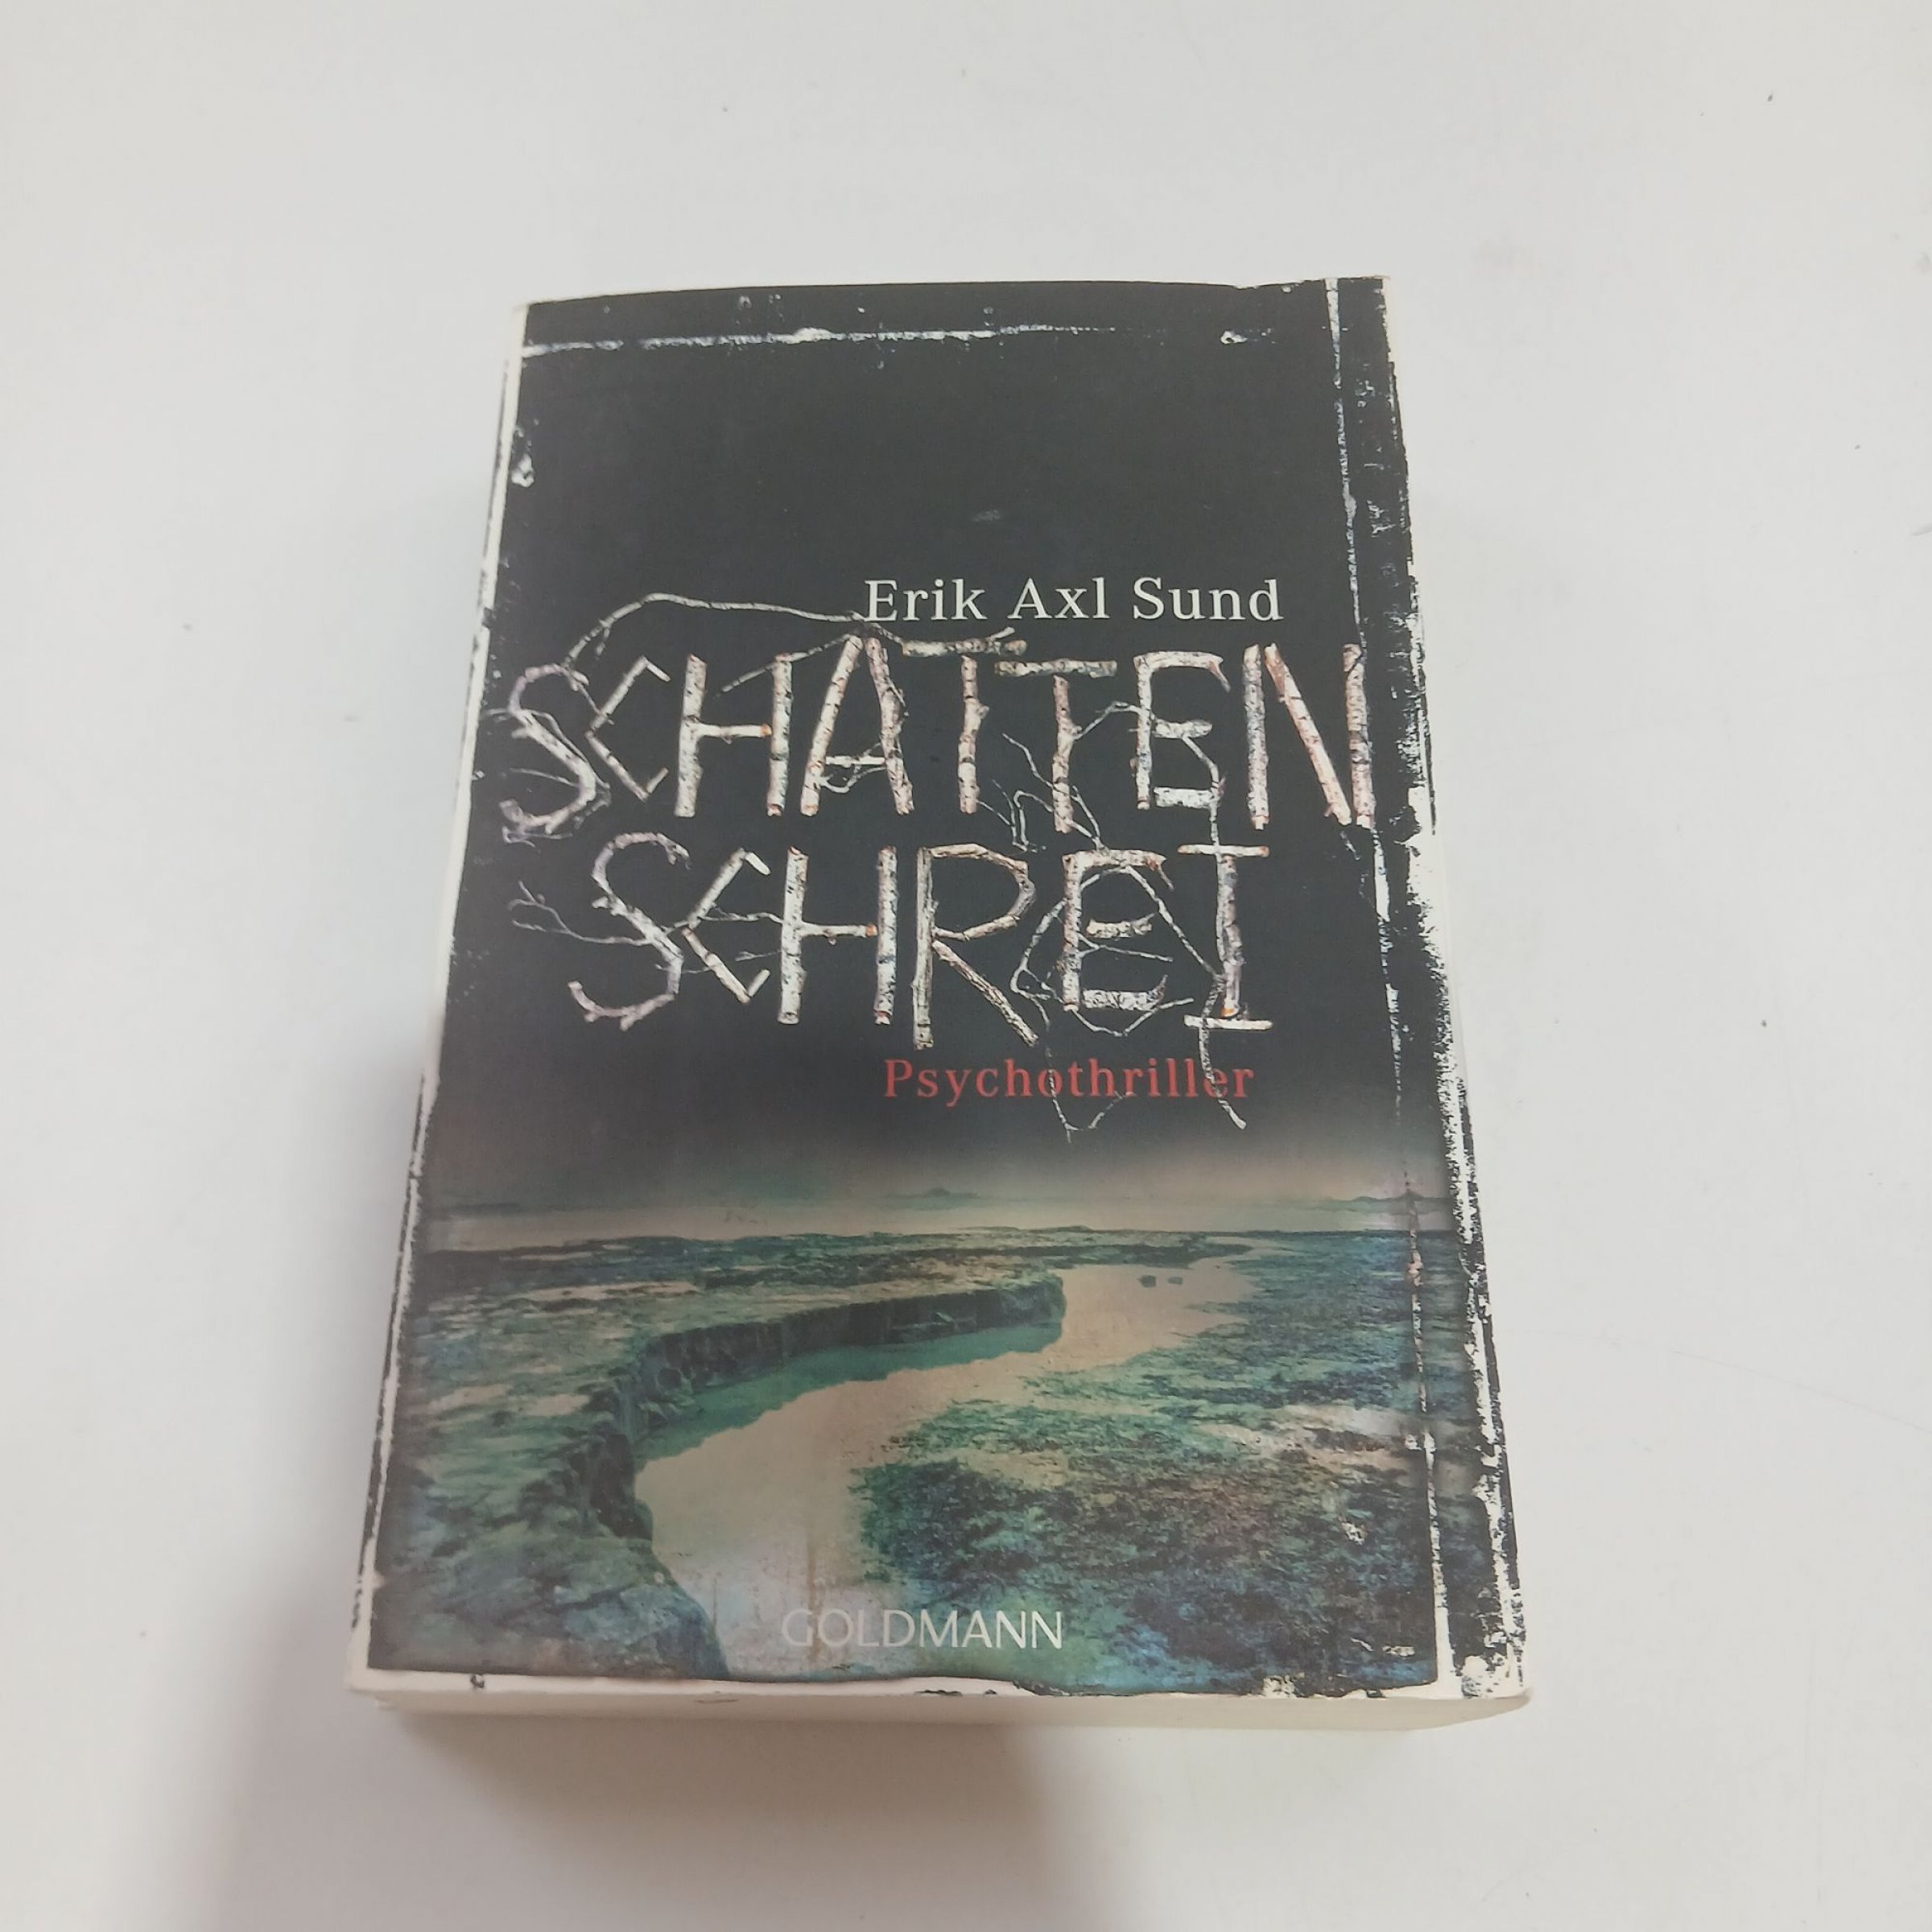 Erik Axl Sund
SCHATTEN
SCHREI
Psychothriller
GOLDMANN